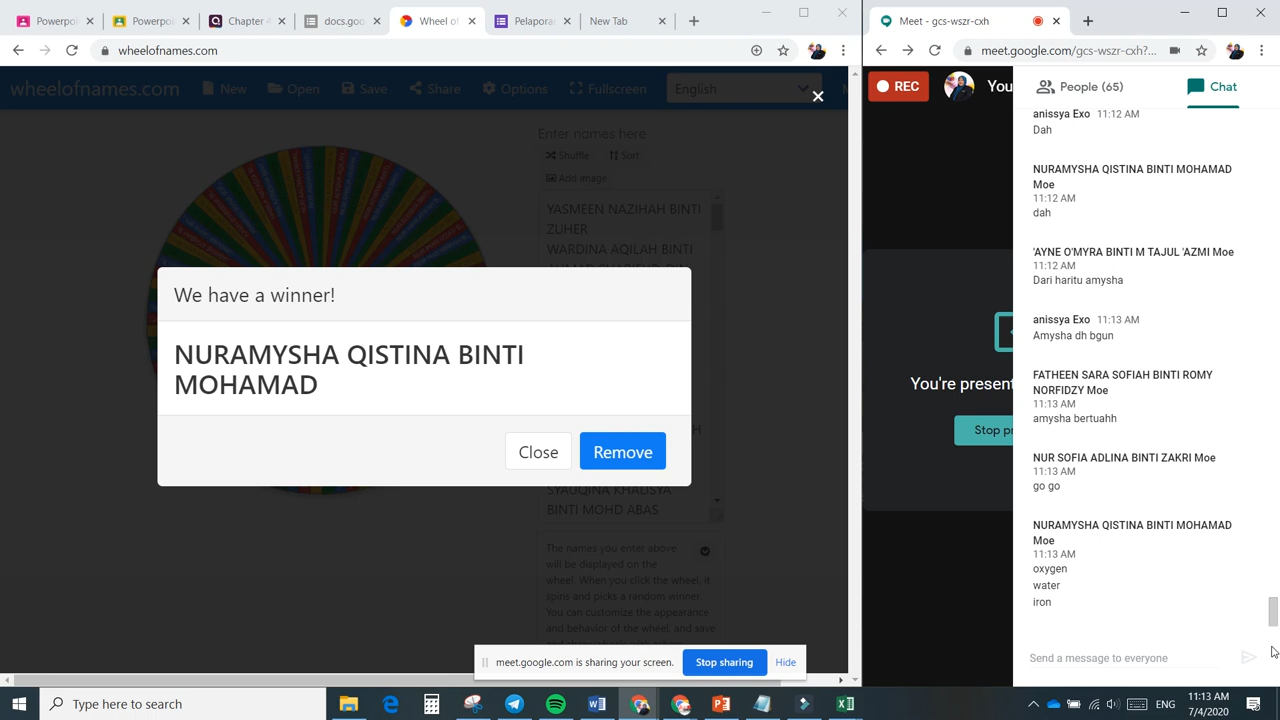 Powerpoi
Powerpoi
Chapter 4
docs.goo
Wheel of
Pelapora
New Tab
wheelofnames.com
wheelofnames.com
New
Open
Save
Share
Options
Fullscreen
English
Enter names here
Shuffle
Sort
Add image
YASMEEN NAZIHAH BINTI
ZUHER
WARDINA AQILAH BINTI
We have a winner!
NURAMYSHA QISTINA BINTI
MOHAMAD
Close
Remove
SYAUQINA KHALISYA
BINTI MOHD ABAS
The names you enter above
will be displayed on the
wheel. When you click the wheel, it
spins and picks a random winner.
You can customize the appearance
and behavior of the wheel, and save
meet.google.com is sharing your screen.
Stop sharing
Hide
Meet - gcs-wszr-cxh
meet.google.com/gcs-wszr-cxh?...
REC
You
You're present
Stop pr
People (65)
Chat
anissya Exo 11:12 AM
Dah
NURAMYSHA QISTINA BINTI MOHAMAD
Moe
11:12 AM
dah
'AYNE O'MYRA BINTI M TAJUL 'AZMI Moe
11:12 AM
Dari haritu amysha
anissya Exo 11:13 AM
Amysha dh bgun
FATHEEN SARA SOFIAH BINTI ROMY
NORFIDZY Moe
11:13 AM
amysha bertuahh
NUR SOFIA ADLINA BINTI ZAKRI Moe
11:13 AM
go go
NURAMYSHA QISTINA BINTI MOHAMAD
Moe
11:13 AM
oxygen
water
iron
Send a message to everyone
Type here to search
ENG
11:13 AM
7/4/2020